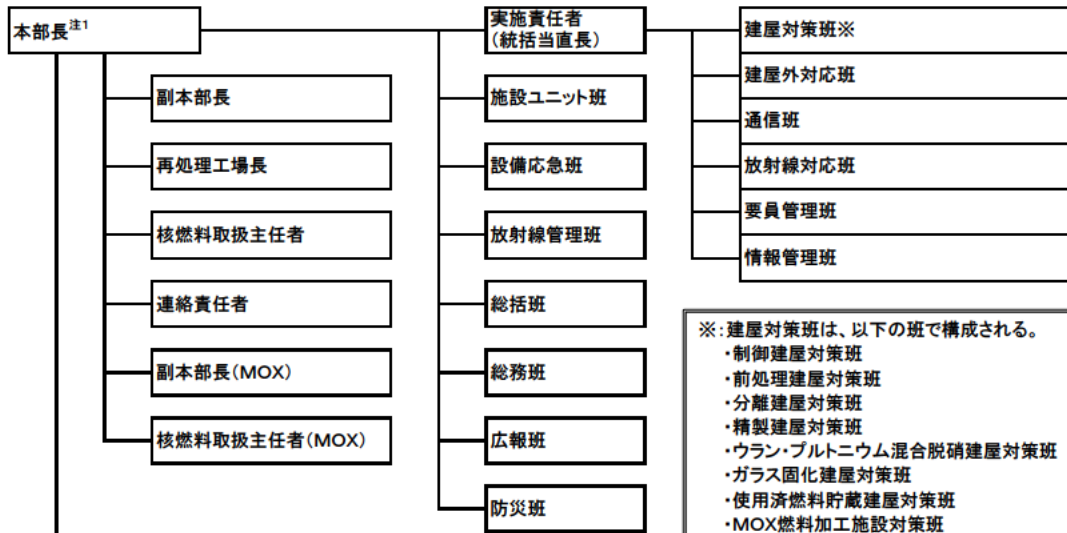 本部長注1
副本部長
再処理工場長
核燃料取扱主任者
連絡責任者
副本部長(MOX)
核燃料取扱主任者(MOX)
実施責任者
(統括当直長)
施設ユニット班
設備応急班
放射線管理班
総括班
総務班
広報班
防災班
建屋対策班※
建屋外対応班
通信班
放射線対応班
要員管理班
情報管理班
※:建屋対策班は、以下の班で構成される。
・制御建屋対策班
・前処理建屋対策班
・分離建屋対策班
・精製建屋対策班
・ウラン・プルトニウム混合脱硝建屋対策班
・ガラス固化建屋対策班
・使用済燃料貯蔵建屋対策班
・MOX燃料加工施設対策班